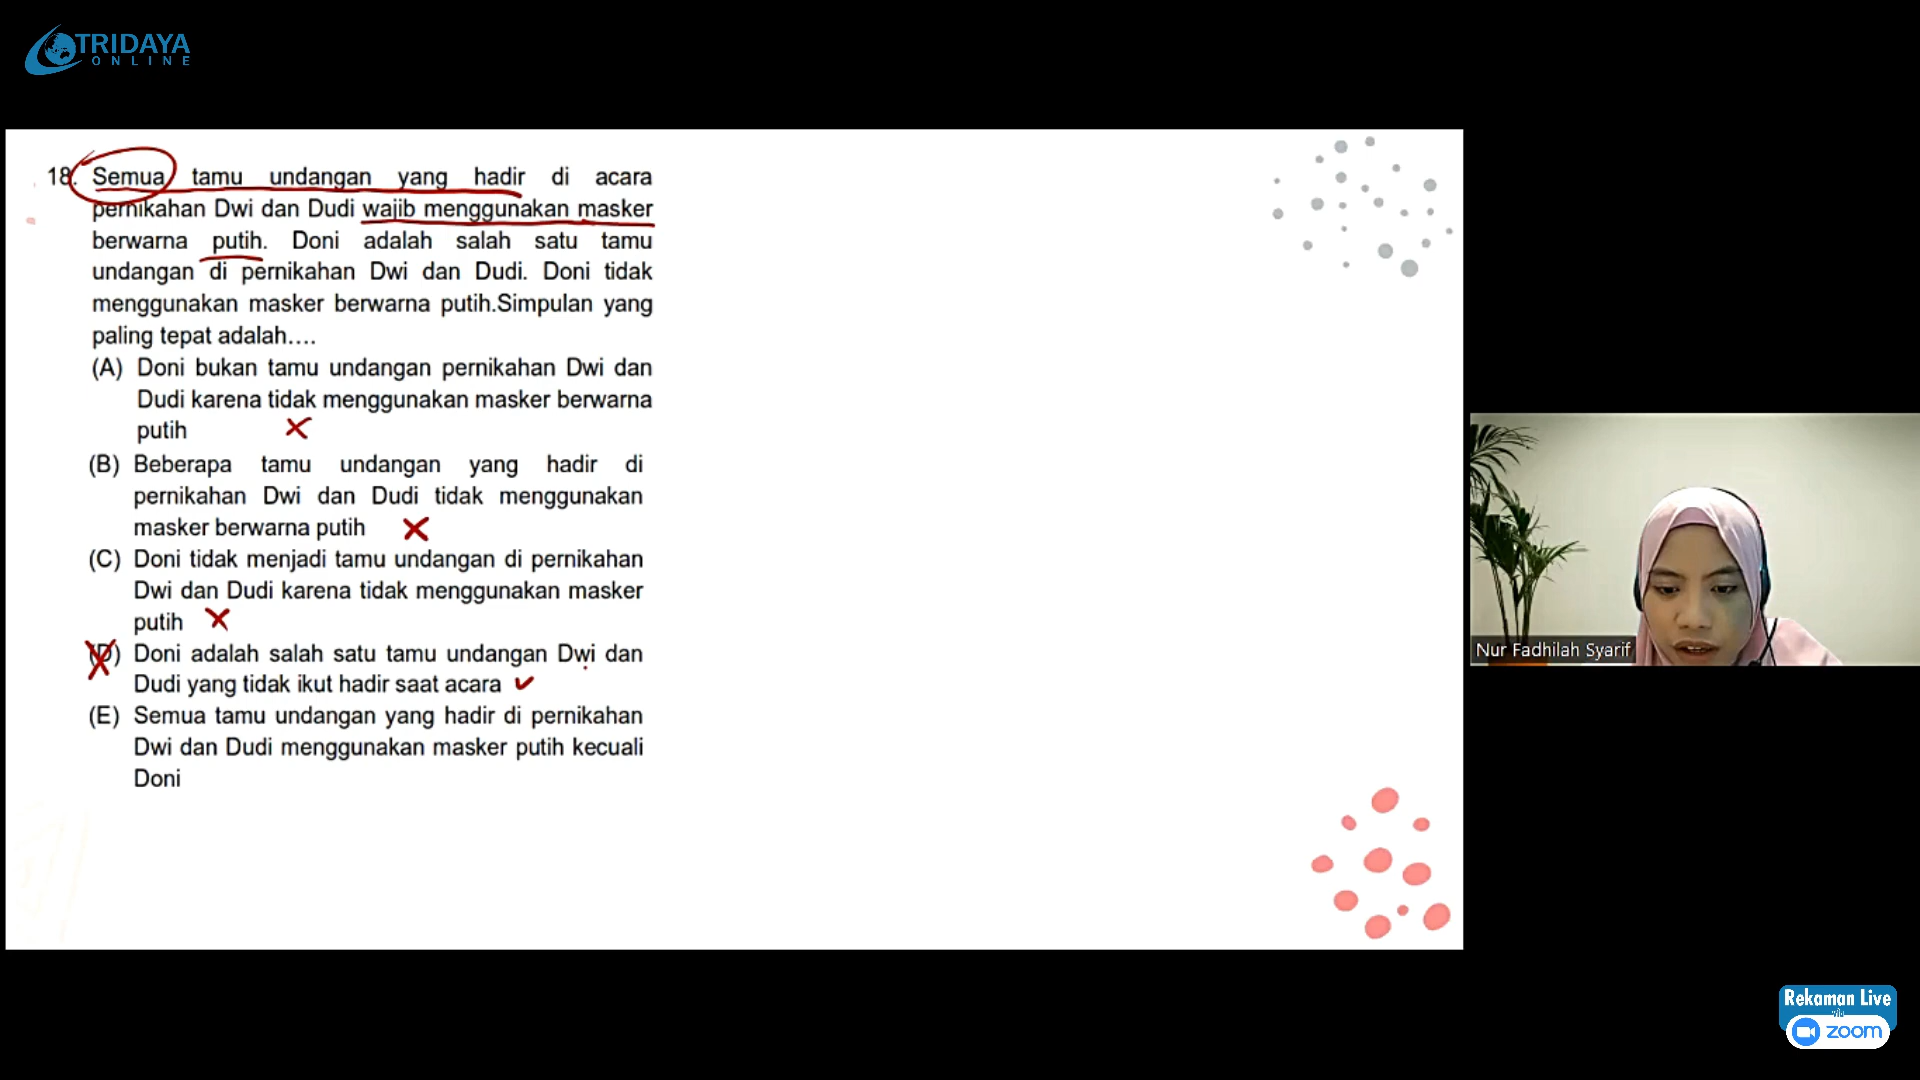 TRIDAYA
ONLINE
18. Semua tamu undangan yang hadir di acara
pernikahan Dwi dan Dudi wajib menggunakan masker
berwarna putih. Doni adalah salah satu tamu
undangan di pernikahan Dwi dan Dudi. Doni tidak
menggunakan masker berwarna putih.Simpulan yang
paling tepat adalah....
(A) Doni bukan tamu undangan pernikahan Dwi dan
Dudi karena tidak menggunakan masker berwarna
putih
(B) Beberapa tamu undangan yang hadir di
pernikahan Dwi dan Dudi tidak menggunakan
masker berwarna putih
(C) Doni tidak menjadi tamu undangan di pernikahan
Dwi dan Dudi karena tidak menggunakan masker
putih
(D) Doni adalah salah satu tamu undangan Dwi dan
Dudi yang tidak ikut hadir saat acara
(E) Semua tamu undangan yang hadir di pernikahan
Dwi dan Dudi menggunakan masker putih kecuali
Doni
Nur Fadhilah Syarif
Rekaman Live
via
zoom